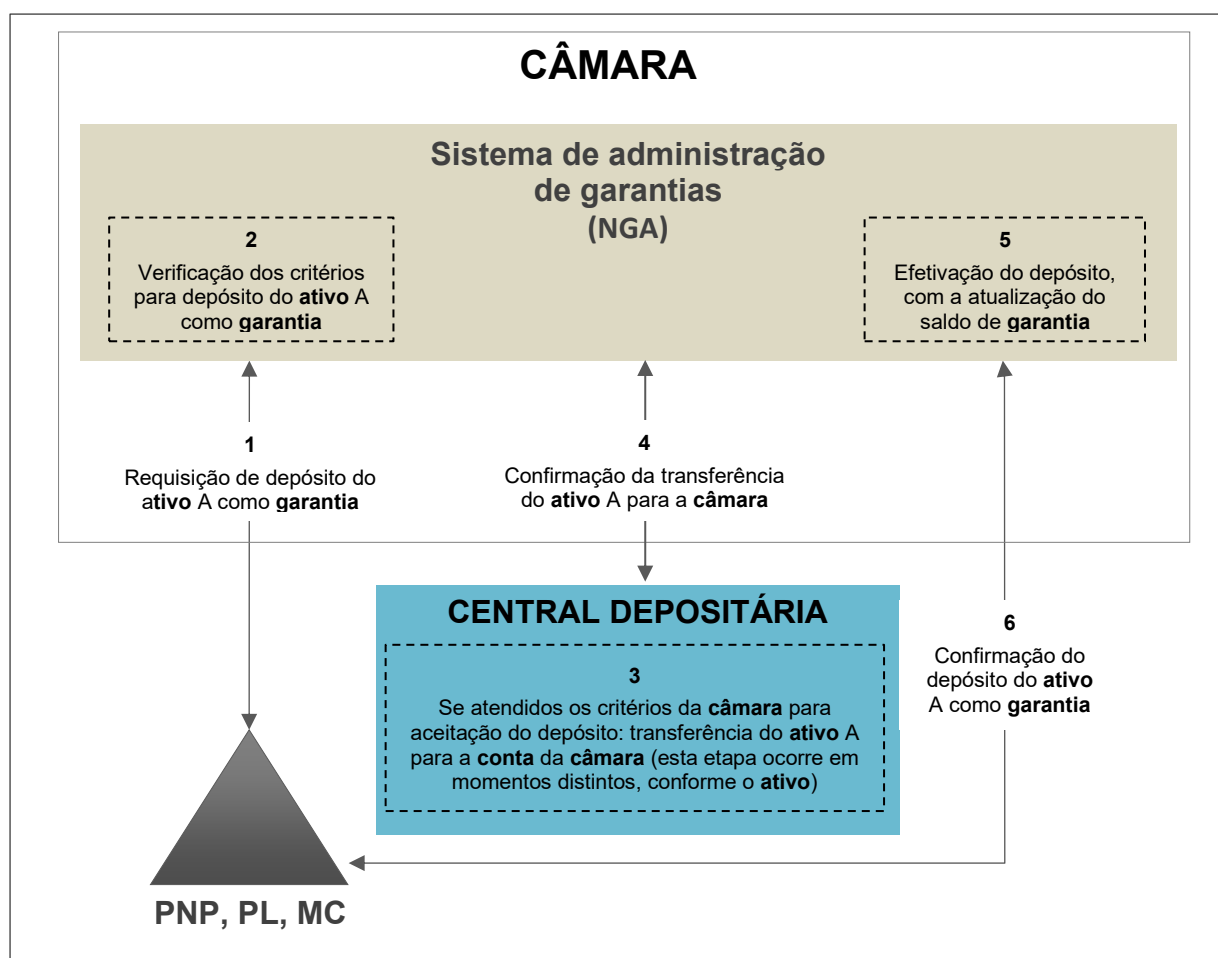 CÂMARA
Sistema de administração
de garantias
(NGA)
2
Verificação dos critérios
para depósito do ativo A
como garantia
5
Efetivação do depósito,
com a atualização do
saldo de garantia
1
Requisição de depósito do
ativo A como garantia
4
Confirmação da transferência
do ativo A para a câmara
CENTRAL DEPOSITÁRIA
3
Se atendidos os critérios da câmara para
aceitação do depósito: transferência do ativo A
para a conta da câmara (esta etapa ocorre em
momentos distintos, conforme o ativo)
6
Confirmação do
depósito do ativo
A como garantia
PNP, PL, MC